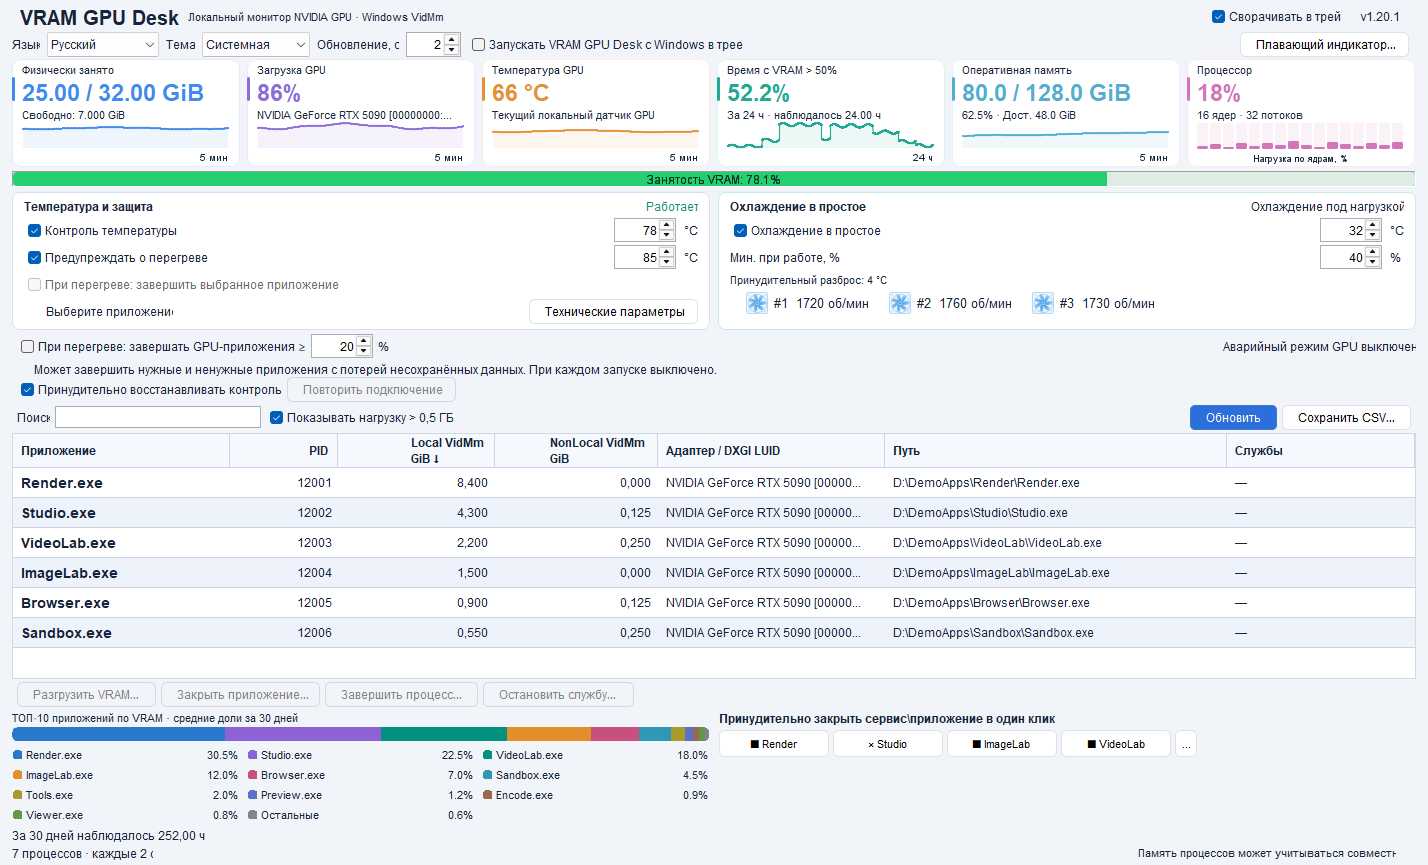 VRAM GPU Desk Локальный монитор NVIDIA GPU · Windows VidMm Сворачивать в трей v1.20.1
Язык Русский Тема Системная Обновление, с 2 Запускать VRAM GPU Desk с Windows в трее Плавающий индикатор...
Физически занято
25.00 / 32.00 GiB
Свободно: 7.000 GiB
5 мин
Загрузка GPU
86%
NVIDIA GeForce RTX 5090 [00000000:...
5 мин
Температура GPU
66 °C
Текущий локальный датчик GPU
5 мин
Время с VRAM > 50%
52.2%
За 24 ч · наблюдалось 24.00 ч
24 ч
Оперативная память
80.0 / 128.0 GiB
62.5% · Дост. 48.0 GiB
5 мин
Процессор
18%
16 ядер · 32 потоков
Нагрузка по ядрам, %
Занятость VRAM: 78.1%
Температура и защита Работает
Контроль температуры 78 °C
Предупреждать о перегреве 85 °C
При перегреве: завершить выбранное приложение
Выберите приложение Технические параметры
Охлаждение в простое Охлаждение под нагрузкой
Охлаждение в простое 32 °C
Мин. при работе, % 40 %
Принудительный разброс: 4 °C
#1 1720 об/мин #2 1760 об/мин #3 1730 об/мин
При перегреве: завершать GPU-приложения ≥ 20 % Аварийный режим GPU выключен
Может завершить нужные и ненужные приложения с потерей несохранённых данных. При каждом запуске выключено.
Принудительно восстанавливать контроль Повторить подключение
Поиск Показывать нагрузку > 0,5 ГБ Обновить Сохранить CSV...
Приложение PID Local VidMm GiB ↓ NonLocal VidMm GiB Адаптер / DXGI LUID Путь Службы
Render.exe 12001 8,400 0,000 NVIDIA GeForce RTX 5090 [00000... D:\DemoApps\Render\Render.exe —
Studio.exe 12002 4,300 0,125 NVIDIA GeForce RTX 5090 [00000... D:\DemoApps\Studio\Studio.exe —
VideoLab.exe 12003 2,200 0,250 NVIDIA GeForce RTX 5090 [00000... D:\DemoApps\VideoLab\VideoLab.exe —
ImageLab.exe 12004 1,500 0,000 NVIDIA GeForce RTX 5090 [00000... D:\DemoApps\ImageLab\ImageLab.exe —
Browser.exe 12005 0,900 0,125 NVIDIA GeForce RTX 5090 [00000... D:\DemoApps\Browser\Browser.exe —
Sandbox.exe 12006 0,550 0,250 NVIDIA GeForce RTX 5090 [00000... D:\DemoApps\Sandbox\Sandbox.exe —
Разгрузить VRAM... Закрыть приложение... Завершить процесс... Остановить службу...
ТОП-10 приложений по VRAM · средние доли за 30 дней
Render.exe 30.5% Studio.exe 22.5% VideoLab.exe 18.0%
ImageLab.exe 12.0% Browser.exe 7.0% Sandbox.exe 4.5%
Tools.exe 2.0% Preview.exe 1.2% Encode.exe 0.9%
Viewer.exe 0.8% Остальные 0.6%
За 30 дней наблюдалось 252,00 ч
7 процессов · каждые 2 с
Принудительно закрыть сервис\приложение в один клик
■ Render × Studio ■ ImageLab ■ VideoLab ...
Память процессов может учитываться совместн